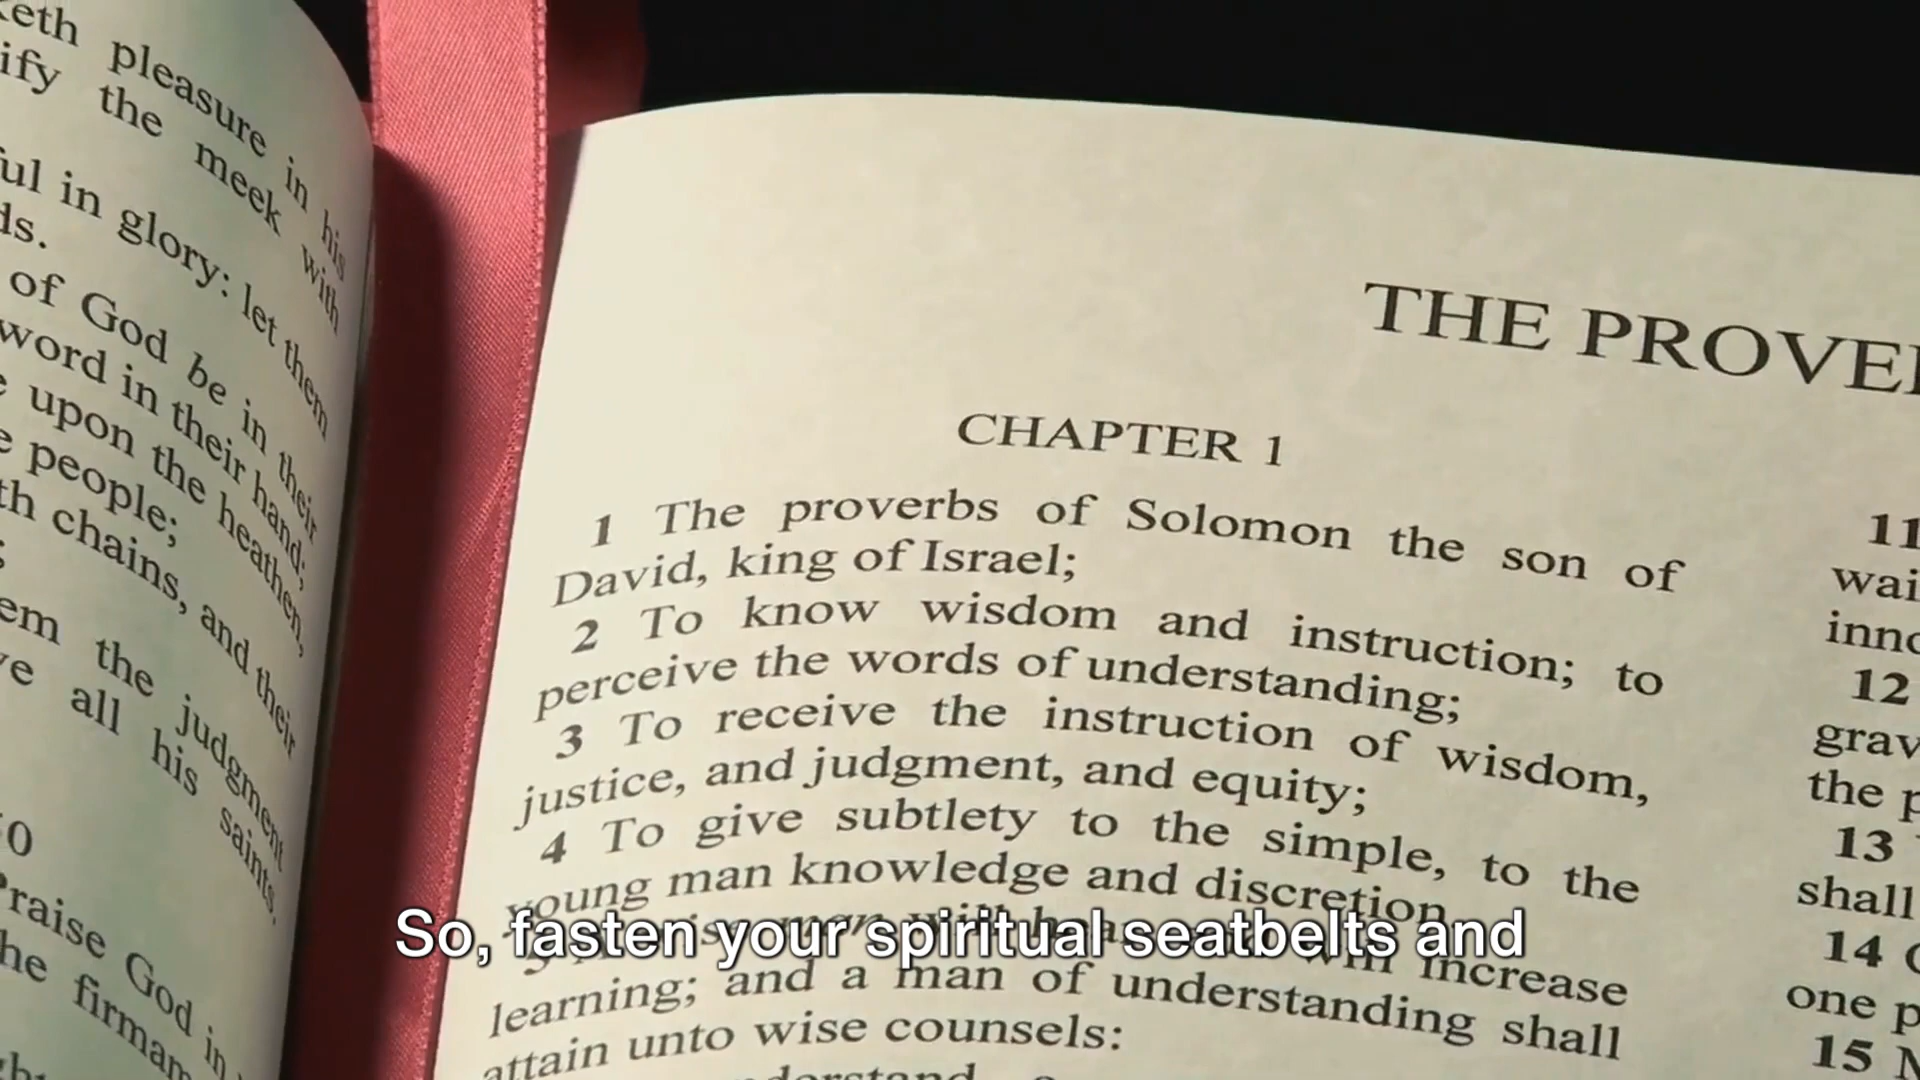 keth pleasure in his
ify the meek with
ful in glory: let them
ds.
of God be in their
word in their hand;
upon the heathen,
people;
th chains, and their
em the judgment
ve all his saints.
Praise God in
he firmam
THE PROVE
CHAPTER 1
1 The proverbs of Solomon the son of
David, king of Israel;
2 To know wisdom and instruction; to
perceive the words of understanding;
3 To receive the instruction of wisdom,
justice, and judgment, and equity;
4 To give subtlety to the simple, to the
young man knowledge and discretion.
will increase
learning; and a man of understanding shall
attain unto wise counsels:
11
wai
inno
12
grav
the p
13
shall
14
one p
15
So, fasten your spiritual seatbelts and